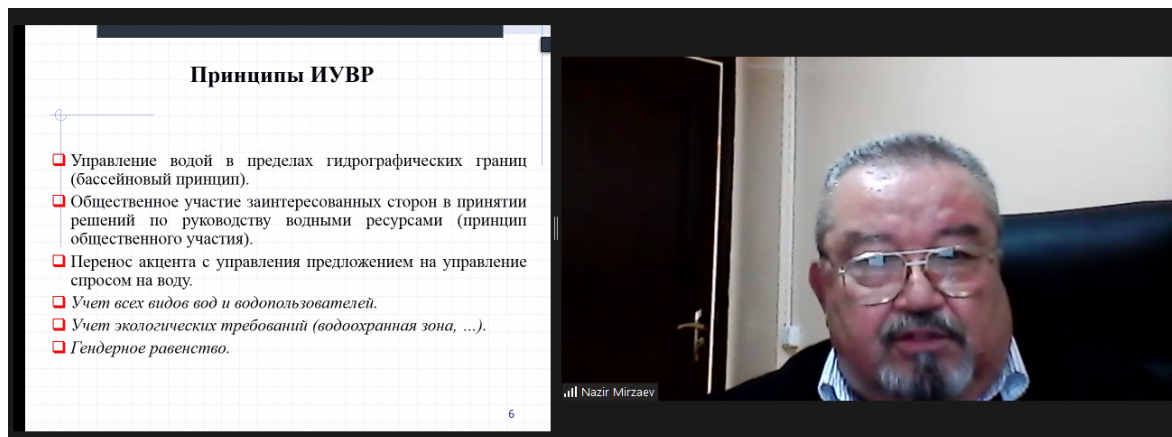 Принципы ИУВР
Управление водой в пределах гидрографических границ
(бассейновый принцип).
Общественное участие заинтересованных сторон в принятии
решений по руководству водными ресурсами (принцип
общественного участия).
Перенос акцента с управления предложением на управление
спросом на воду.
Учет всех видов вод и водопользователей.
Учет экологических требований (водоохранная зона, ...).
Гендерное равенство.
6
Nazir Mirzaev